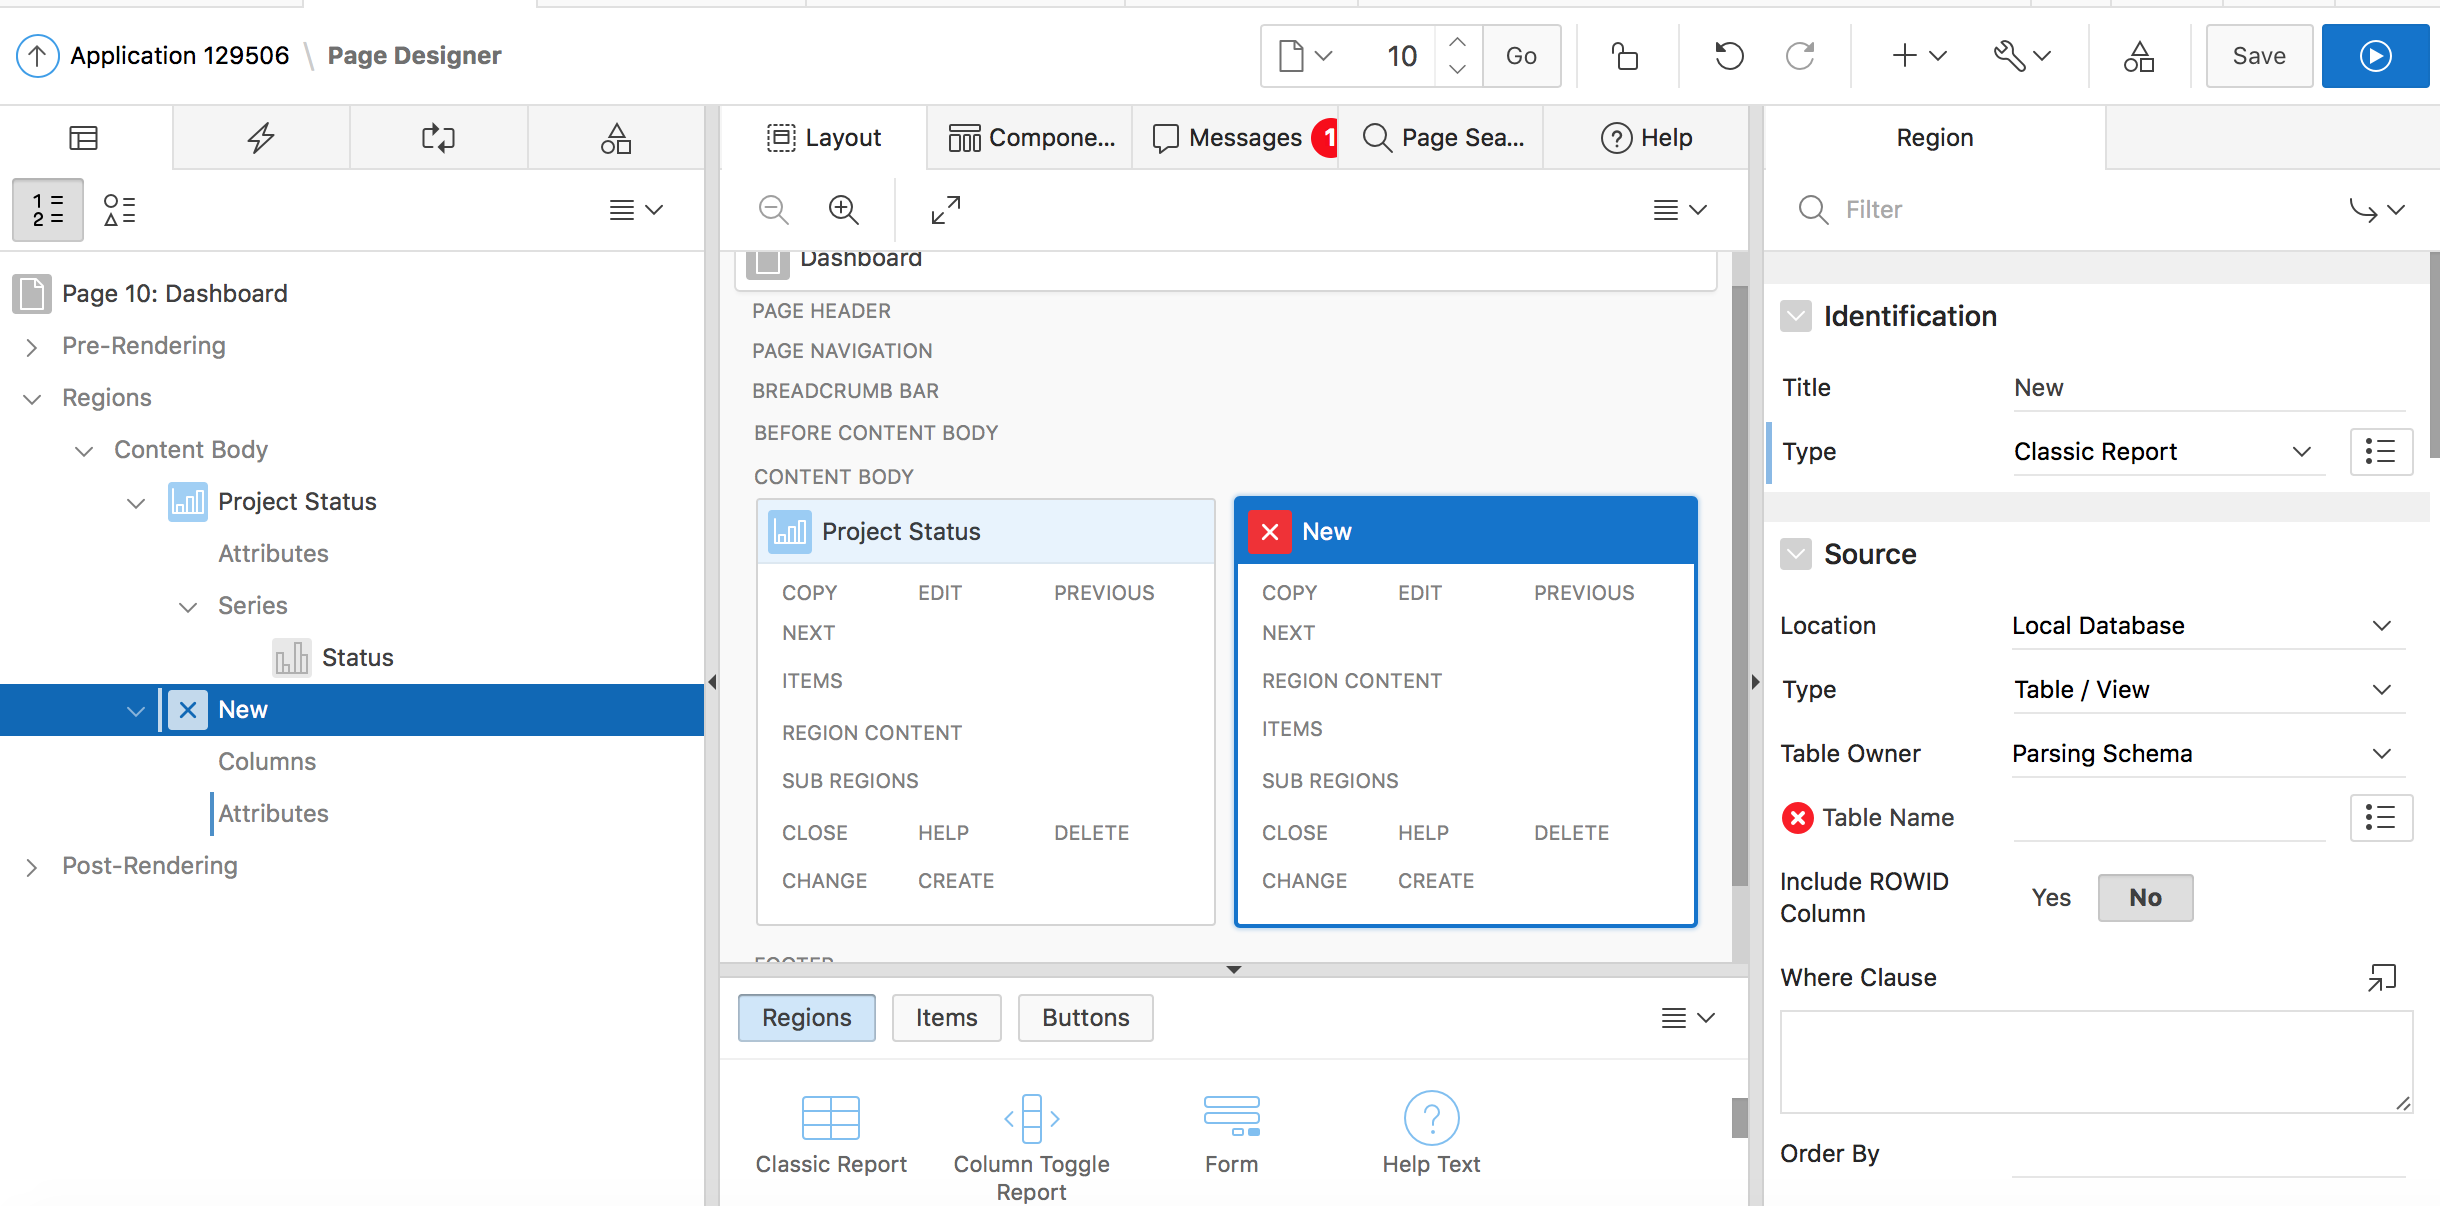 Application 129506 \ Page Designer
10
Go
Save
1
2
Page 10: Dashboard
Pre-Rendering
Regions
Content Body
Project Status
Attributes
Series
Status
New
Columns
Attributes
Post-Rendering
Layout
Compone...
Messages 1
Page Sea...
Help
Dashboard
PAGE HEADER
PAGE NAVIGATION
BREADCRUMB BAR
BEFORE CONTENT BODY
CONTENT BODY
Project Status
COPY EDIT PREVIOUS
NEXT
ITEMS
REGION CONTENT
SUB REGIONS
CLOSE HELP DELETE
CHANGE CREATE
New
COPY EDIT PREVIOUS
NEXT
REGION CONTENT
ITEMS
SUB REGIONS
CLOSE HELP DELETE
CHANGE CREATE
FOOTER
Regions
Items
Buttons
Classic Report
Column Toggle
Report
Form
Help Text
Region
Filter
Identification
Title New
Type Classic Report
Source
Location Local Database
Type Table / View
Table Owner Parsing Schema
Table Name
Include ROWID
Column
Yes No
Where Clause
Order By